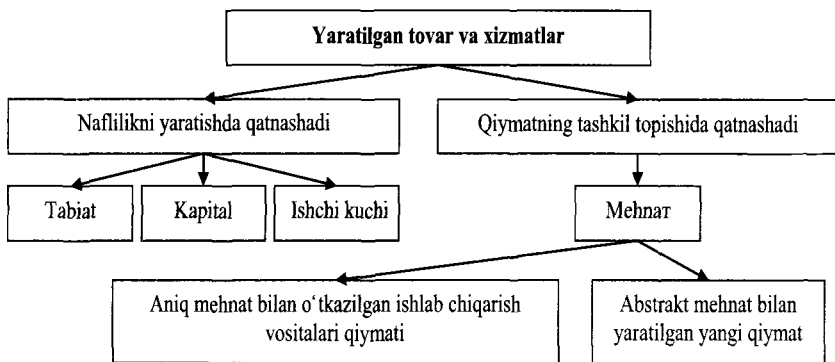 Yaratilgan tovar va xizmatlar
Naflilikni yaratishda qatnashadi
Qiymatning tashkil topishida qatnashadi
Tabiat
Kapital
Ishchi kuchi
Mehnaт
Aniq mehnat bilan o‘tkazilgan ishlab chiqarish
vositalari qiymati
Abstrakt mehnat bilan
yaratilgan yangi qiymat